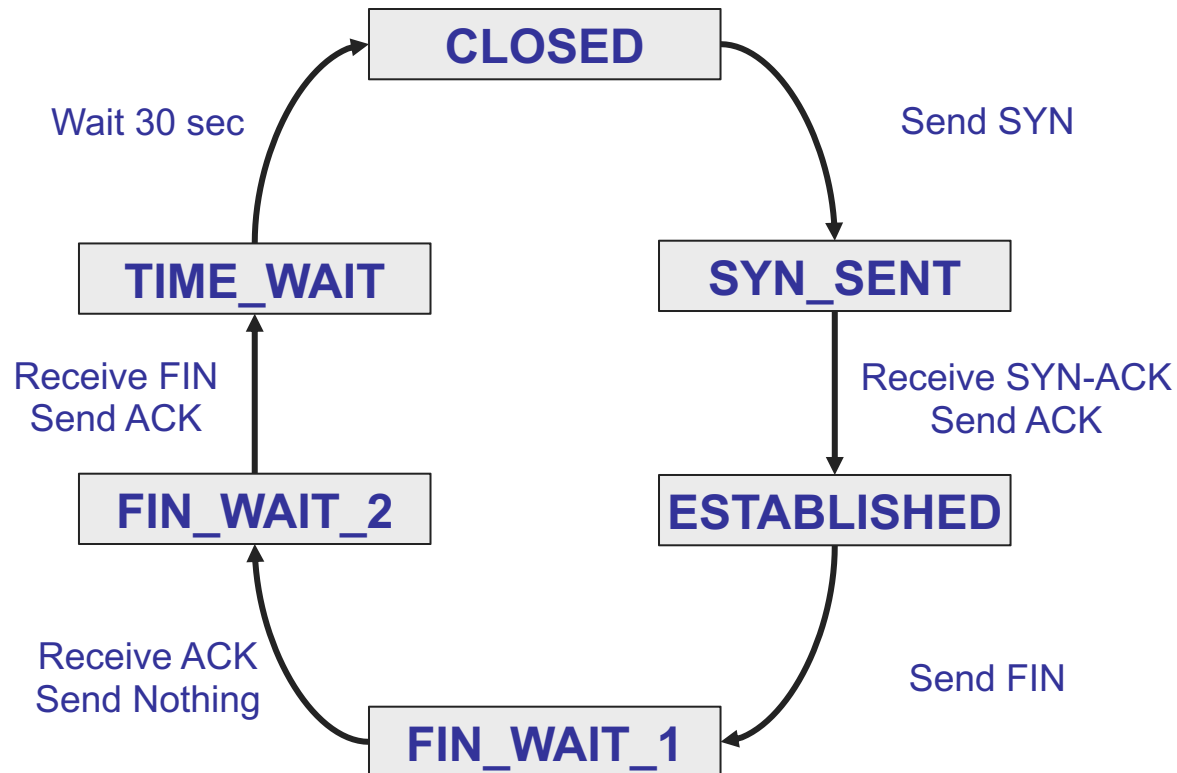 CLOSED
Wait 30 sec
Send SYN
TIME_WAIT
SYN_SENT
Receive FIN
Send ACK
Receive SYN-ACK
Send ACK
FIN_WAIT_2
ESTABLISHED
Receive ACK
Send Nothing
Send FIN
FIN_WAIT_1